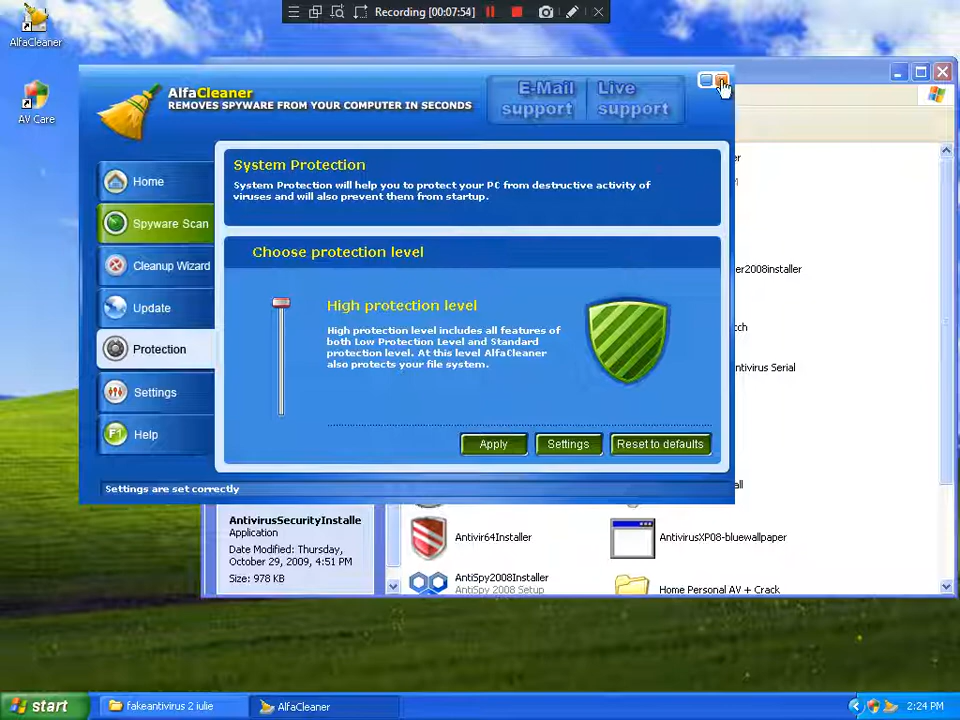 Recording [00:07:54]
AlfaCleaner
AV Care
AlfaCleaner
REMOVES SPYWARE FROM YOUR COMPUTER IN SECONDS
E-Mail
support
Live
support
Home
Spyware Scan
Cleanup Wizard
Update
Protection
Settings
Help
System Protection
System Protection will help you to protect your PC from destructive activity of
viruses and will also prevent them from startup.
Choose protection level
High protection level
High protection level includes all features of
both Low Protection Level and Standard
protection level. At this level AlfaCleaner
also protects your file system.
Apply
Settings
Reset to defaults
Settings are set correctly
er2008installer
tch
ntivirus Serial
all
AntivirusSecurityInstalle
Application
Date Modified: Thursday,
October 29, 2009, 4:51 PM
Size: 978 KB
Antivir64Installer
AntivirusXP08-bluewallpaper
AntiSpy2008Installer
AntiSpy 2008 Setup
Home Personal AV + Crack
start
fakeantivirus 2 iulie
AlfaCleaner
2:24 PM